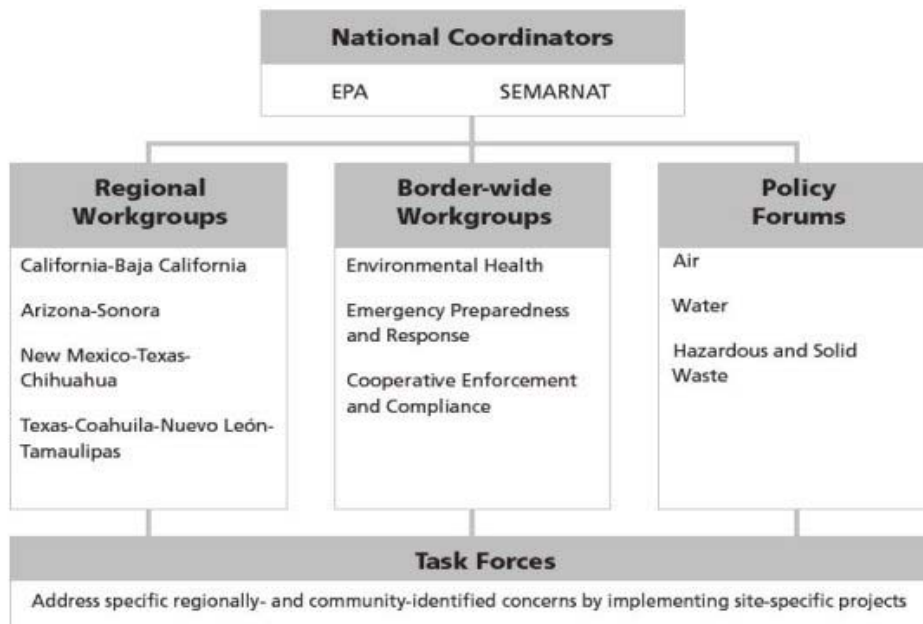 National Coordinators
EPA SEMARNAT
Regional
Workgroups
California-Baja California
Arizona-Sonora
New Mexico-Texas-
Chihuahua
Texas-Coahuila-Nuevo León-
Tamaulipas
Border-wide
Workgroups
Environmental Health
Emergency Preparedness
and Response
Cooperative Enforcement
and Compliance
Policy
Forums
Air
Water
Hazardous and Solid
Waste
Task Forces
Address specific regionally- and community-identified concerns by implementing site-specific projects